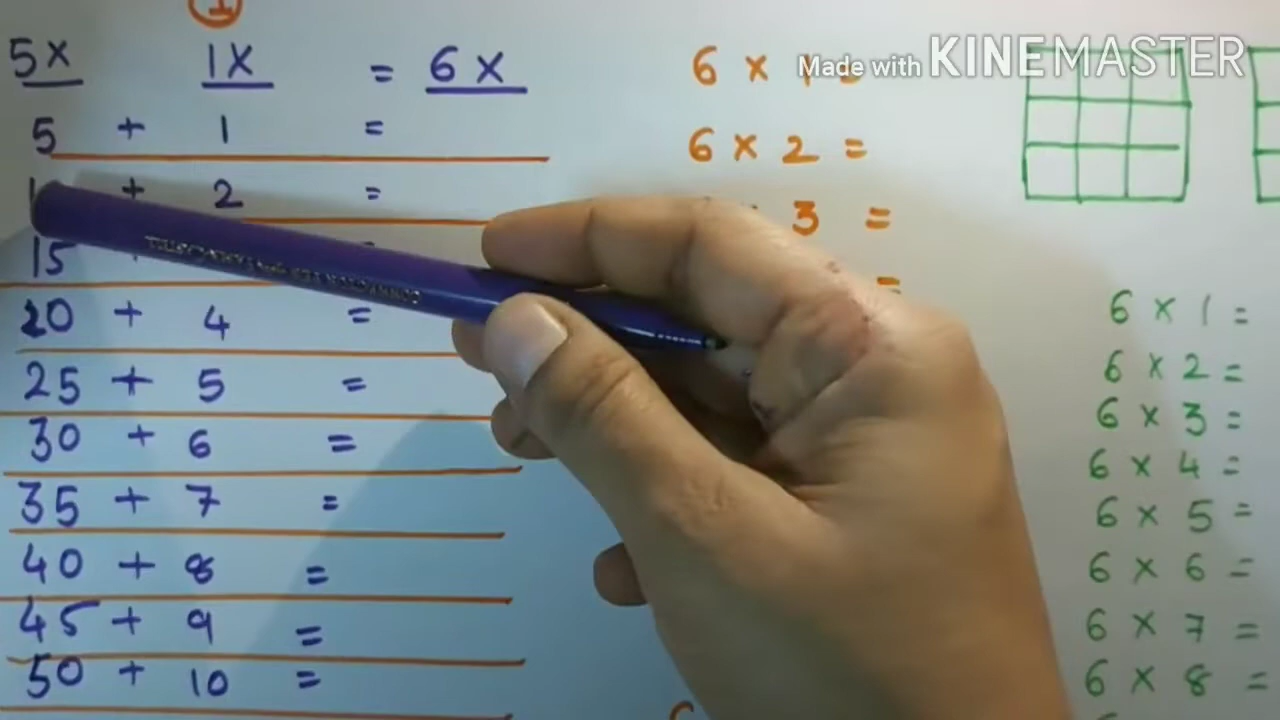 1
5x 1x = 6x
5 + 1 =
+ 2 =
15
20 + 4 =
25 + 5 =
30 + 6 =
35 + 7 =
40 + 8 =
45 + 9 =
50 + 10 =
6 x 1 =
6 x 2 =
3 =
=
Made with KINEMASTER
6 x 1 =
6 x 2 =
6 x 3 =
6 x 4 =
6 x 5 =
6 x 6 =
6 x 7 =
6 x 8 =